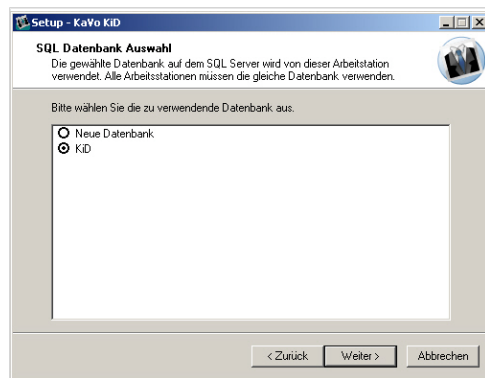 Setup - KaVo KiD
SQL Datenbank Auswahl
Die gewählte Datenbank auf dem SQL Server wird von dieser Arbeitstation
verwendet. Alle Arbeitsstationen müssen die gleiche Datenbank verwenden.
Bitte wählen Sie die zu verwendende Datenbank aus.
Neue Datenbank
KiD
< Zurück Weiter > Abbrechen